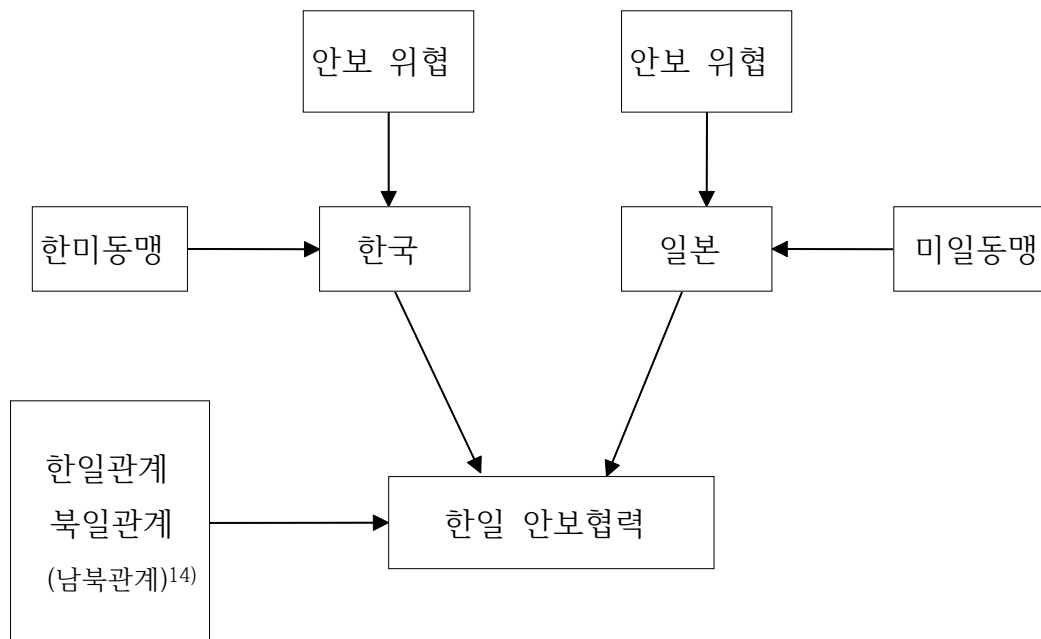 안보 위협
안보 위협
한미동맹
한국
일본
미일동맹
한일관계
북일관계
(남북관계)14)
한일 안보협력